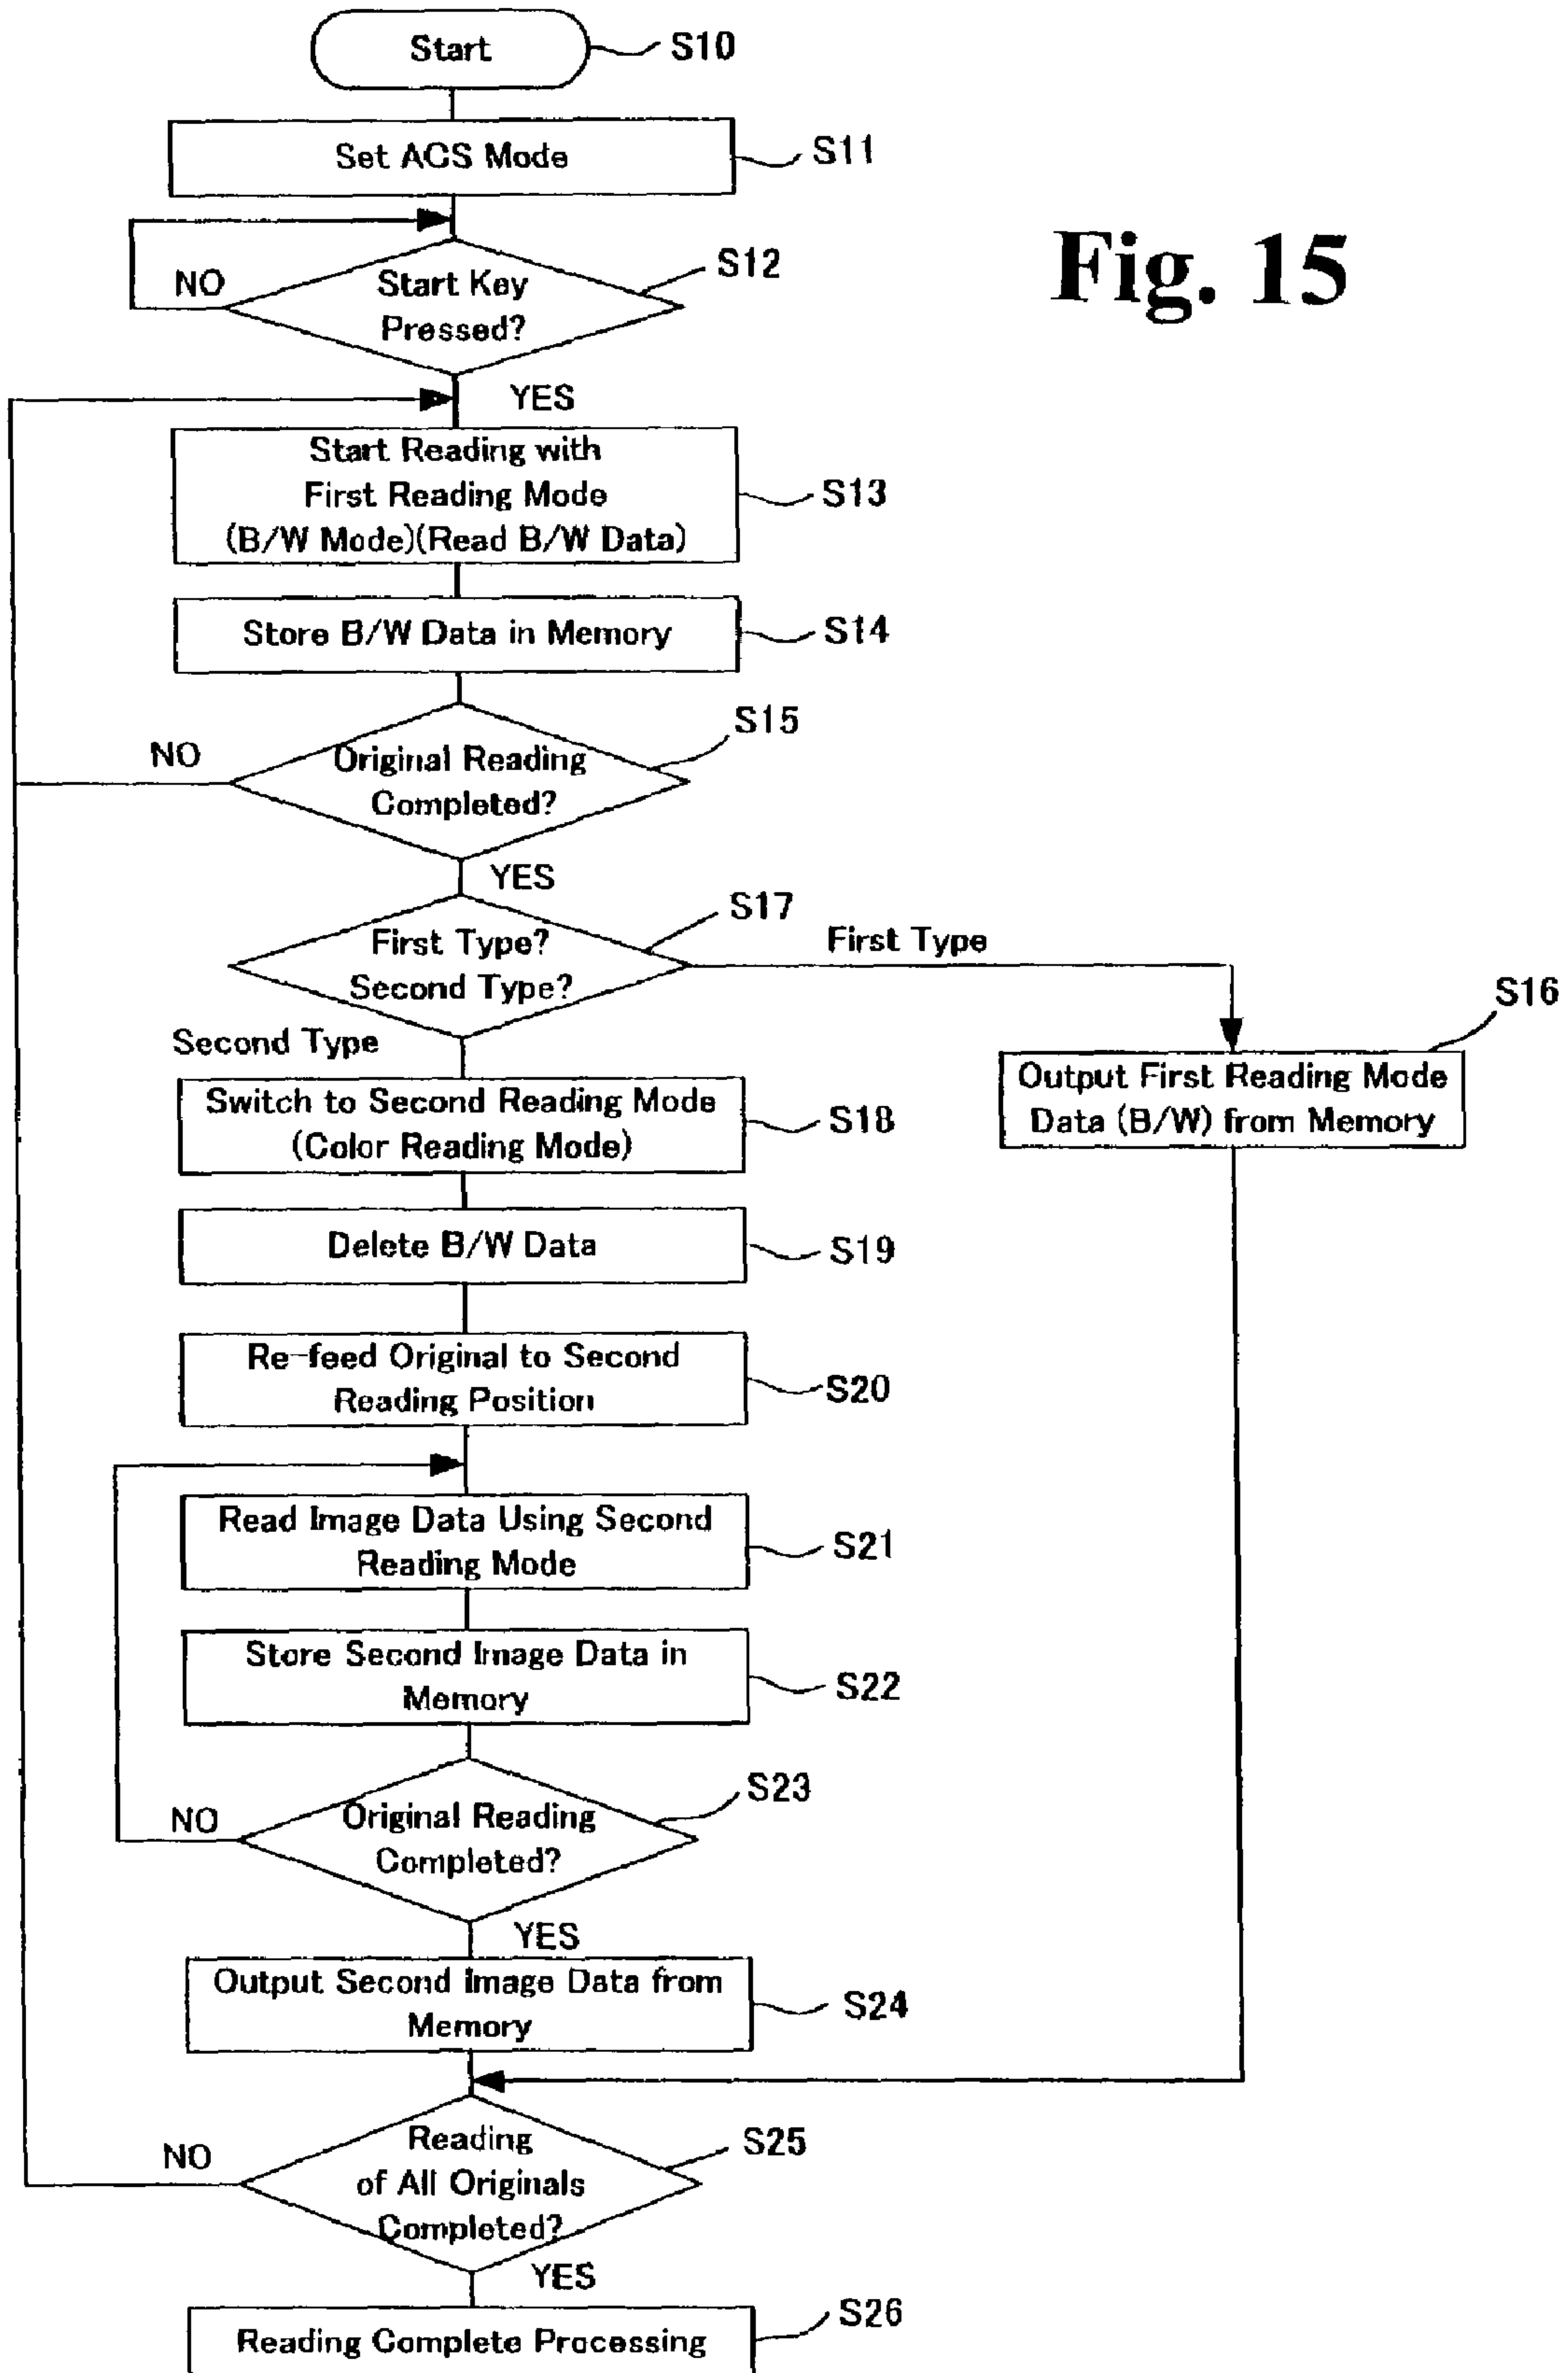 Start
S10
Set ACS Mode
S11
Fig. 15
NO
Start Key
Pressed?
S12
YES
Start Reading with
First Reading Mode
(B/W Mode)(Read B/W Data)
S13
Store B/W Data in Memory
S14
NO
Original Reading
Completed?
S15
YES
First Type?
Second Type?
S17
First Type
Second Type
S16
Output First Reading Mode
Data (B/W) from Memory
Switch to Second Reading Mode
(Color Reading Mode)
S18
Delete B/W Data
S19
Re-feed Original to Second
Reading Position
S20
Read Image Data Using Second
Reading Mode
S21
Store Second Image Data in
Memory
S22
NO
Original Reading
Completed?
S23
YES
Output Second Image Data from
Memory
S24
NO
Reading
of All Originals
Completed?
S25
YES
Reading Complete Processing
S26